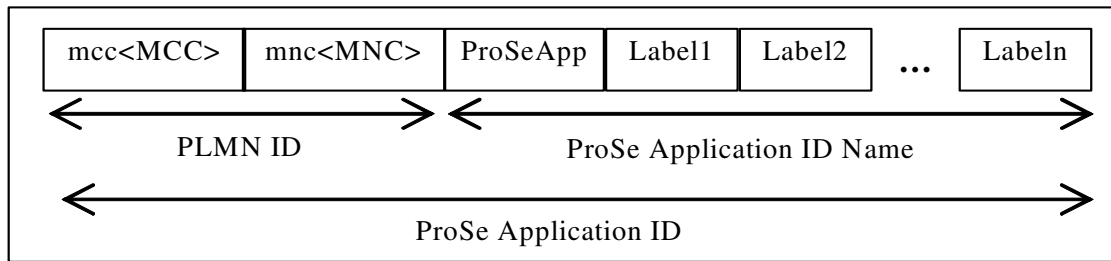 mcc<MCC> mnc<MNC> ProSeApp Label1 Label2 ... Labeln
PLMN ID ProSe Application ID Name
ProSe Application ID